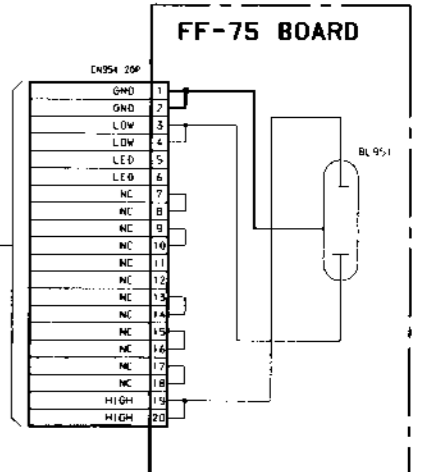 FF-75 BOARD
CN954 20P
GND 1
GND 2
LOW 3
LOW 4
LED 5
LED 6
NC 7
NC 8
NC 9
NC 10
NC 11
NC 12
NC 13
NC 14
NC 15
NC 16
NC 17
NC 18
HIGH 19
HIGH 20
BL951